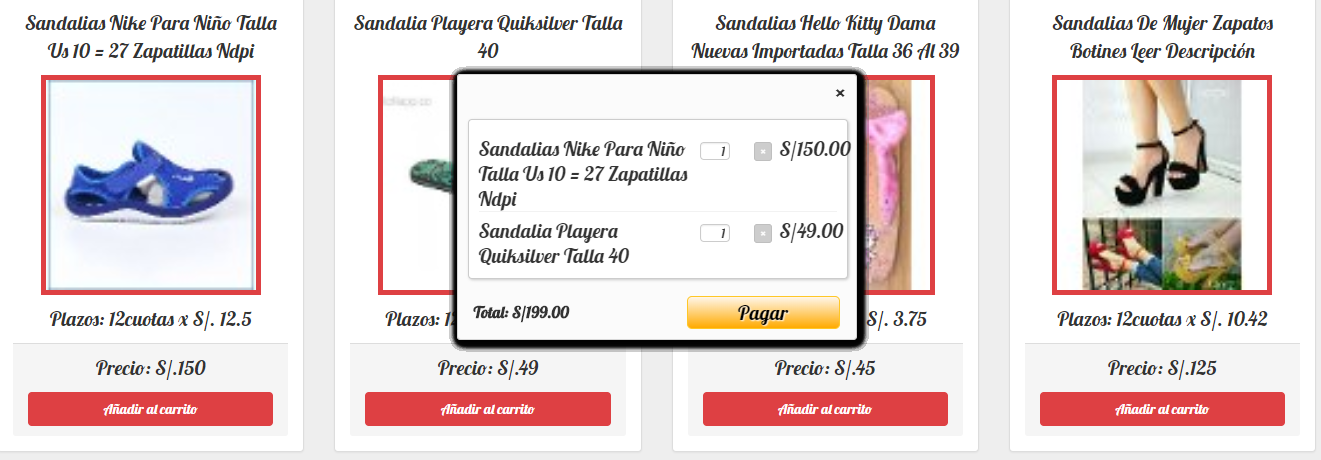 Sandalias Nike Para Niño Talla
Us 10 = 27 Zapatillas Ndpi
Plazos: 12cuotas x S/. 12.5
Precio: S/.150
Añadir al carrito
Sandalia Playera Quiksilver Talla
40
Plazos: 12
Precio: S/.49
Añadir al carrito
Sandalias Hello Kitty Dama
Nuevas Importadas Talla 36 Al 39
S/. 3.75
Precio: S/.45
Añadir al carrito
Sandalias De Mujer Zapatos
Botines Leer Descripción
Plazos: 12cuotas x S/. 10.42
Precio: S/.125
Añadir al carrito
×
Sandalias Nike Para Niño 1 × S/150.00
Talla Us 10 = 27 Zapatillas
Ndpi
Sandalia Playera 1 × S/49.00
Quiksilver Talla 40
Total: S/199.00 Pagar